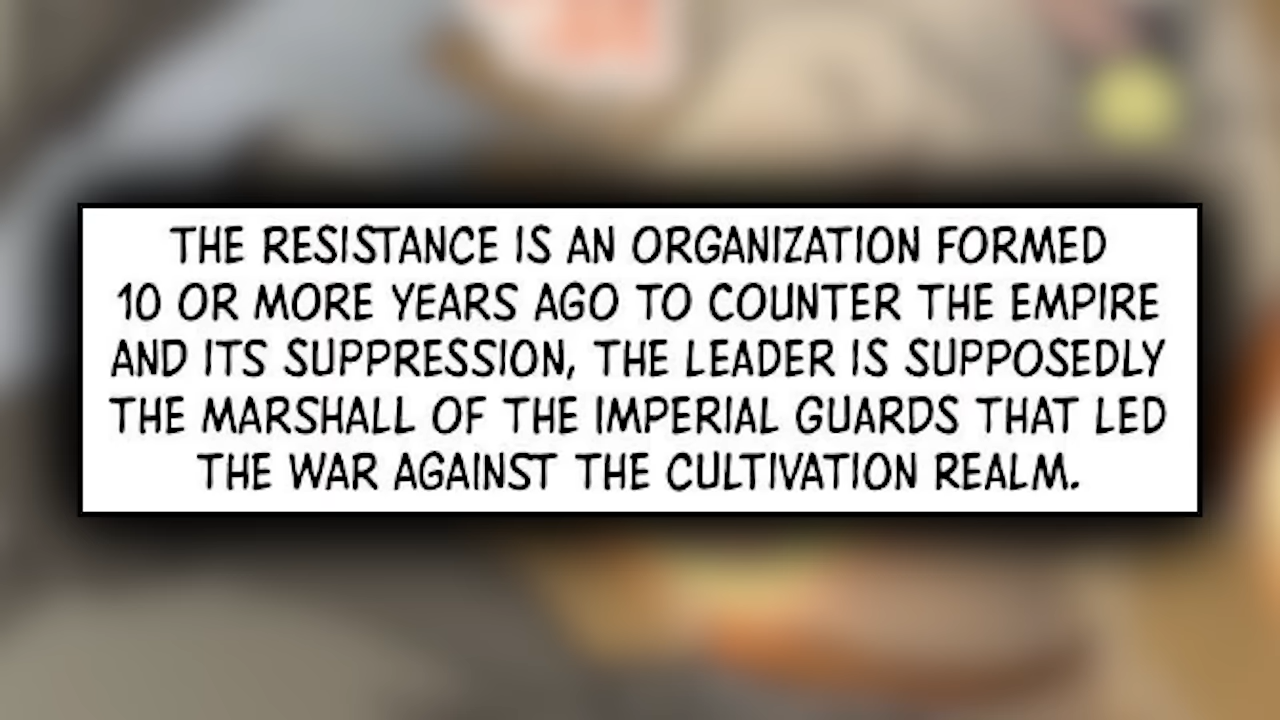 THE RESISTANCE IS AN ORGANIZATION FORMED
10 OR MORE YEARS AGO TO COUNTER THE EMPIRE
AND ITS SUPPRESSION, THE LEADER IS SUPPOSEDLY
THE MARSHALL OF THE IMPERIAL GUARDS THAT LED
THE WAR AGAINST THE CULTIVATION REALM.